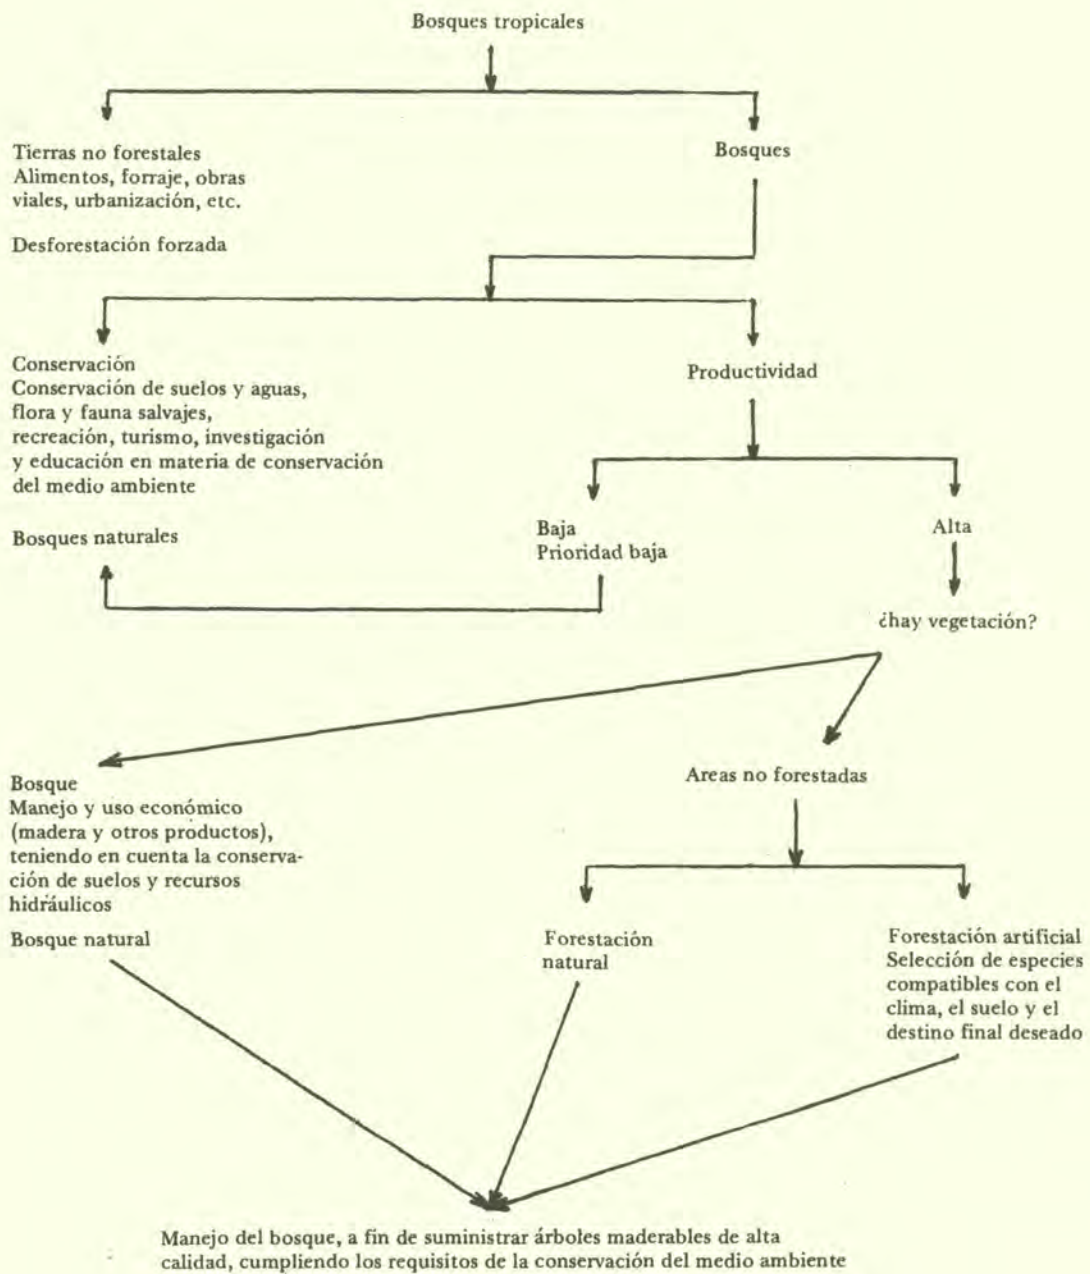 Bosques tropicales
Tierras no forestales
Alimentos, forraje, obras
viales, urbanización, etc.
Desforestación forzada
Bosques
Conservación
Conservación de suelos y aguas,
flora y fauna salvajes,
recreación, turismo, investigación
y educación en materia de conservación
del medio ambiente
Bosques naturales
Productividad
Baja
Prioridad baja
Alta
¿hay vegetación?
Bosque
Manejo y uso económico
(madera y otros productos),
teniendo en cuenta la conserva-
ción de suelos y recursos
hidráulicos
Bosque natural
Areas no forestadas
Forestación
natural
Forestación artificial
Selección de especies
compatibles con el
clima, el suelo y el
destino final deseado
Manejo del bosque, a fin de suministrar árboles maderables de alta
calidad, cumpliendo los requisitos de la conservación del medio ambiente